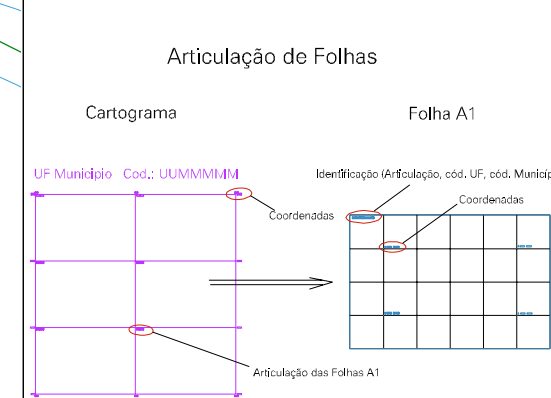 Articulação de Folhas
Cartograma
Folha A1
UF Municipio Cod.: UUMMMMM
Identificação (Articulação, cód. UF, cód. Municíp
Coordenadas
Coordenadas
Articulação das Folhas A1